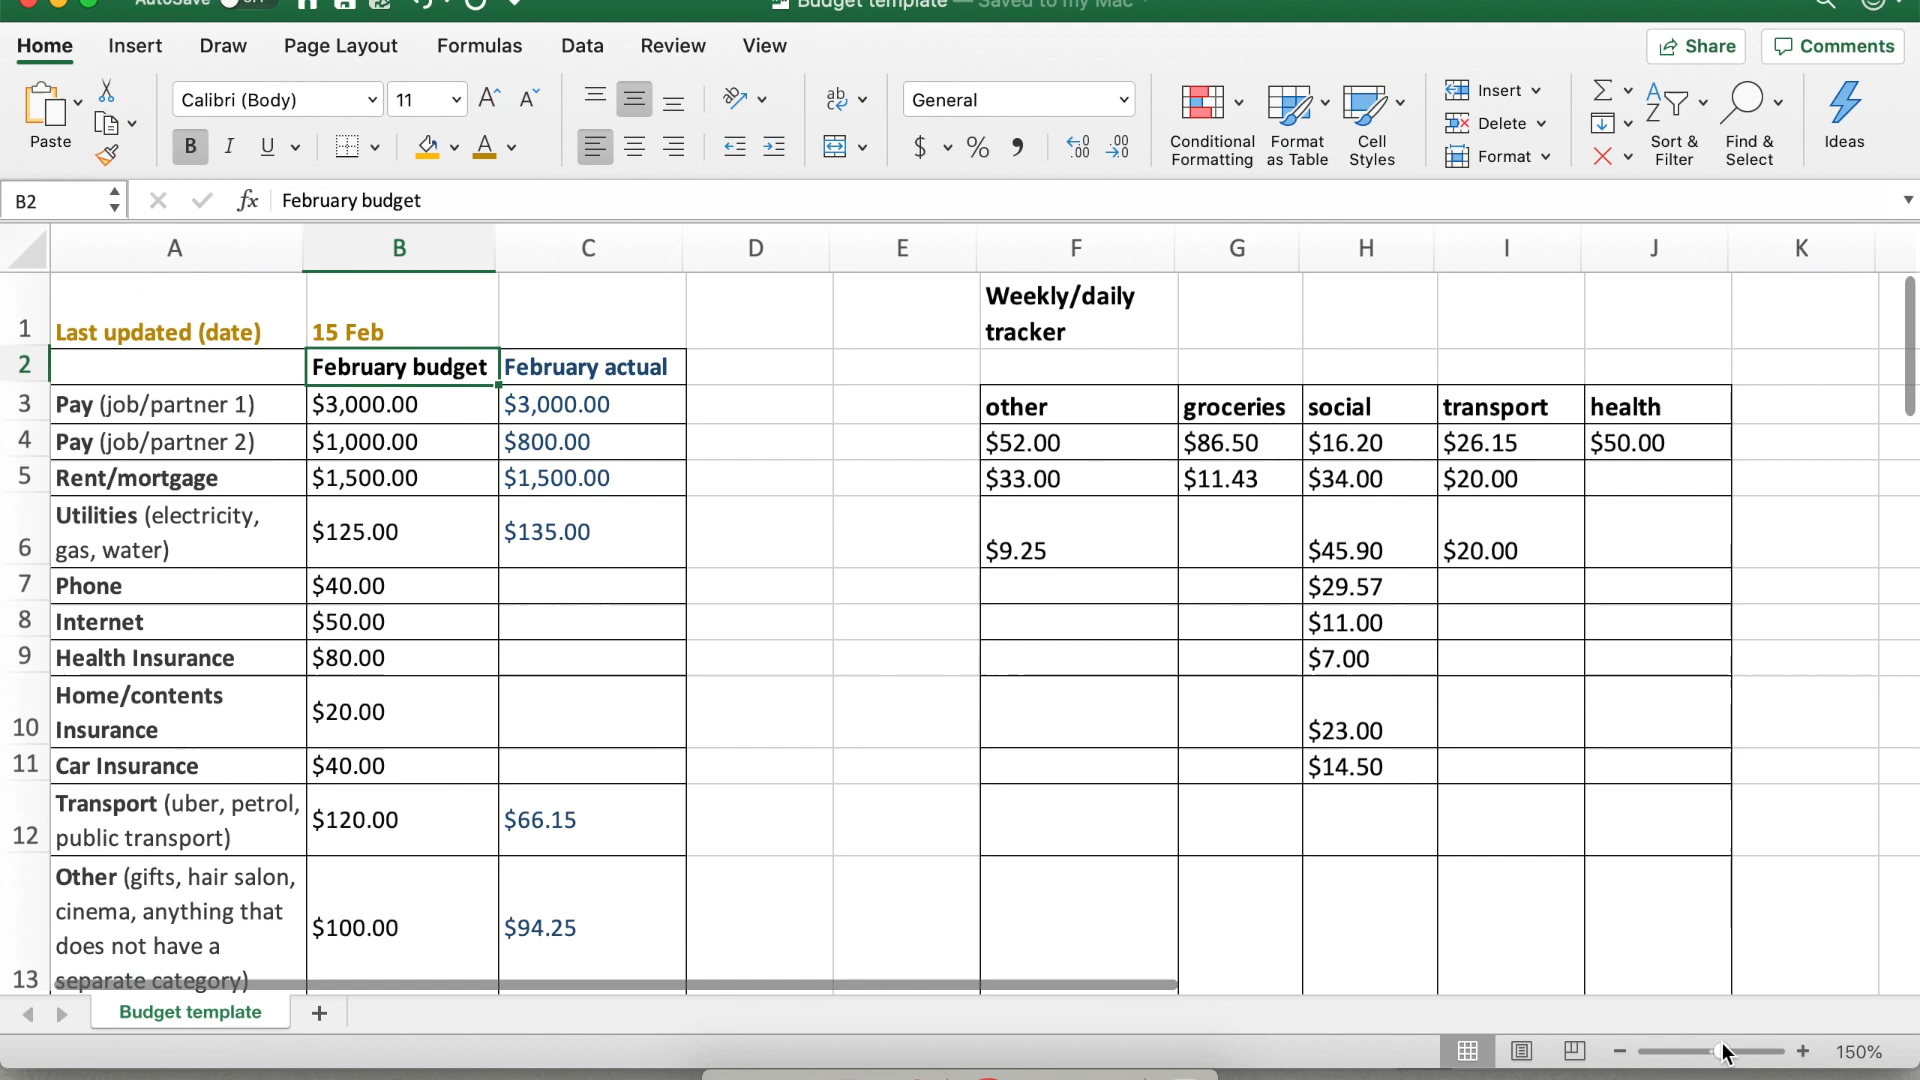 AutoSave OFF
Budget template — Saved to my Mac
Home Insert Draw Page Layout Formulas Data Review View Share Comments
Paste
Calibri (Body) 11 A A
B I U A
ab c
General
$ % , .00 .00
Conditional Formatting
Format as Table
Cell Styles
Insert
Delete
Format
Sort & Filter
Find & Select
Ideas
B2 fx February budget
A B C D E F G H I J K
1 Last updated (date) 15 Feb Weekly/daily tracker
2 February budget February actual
3 Pay (job/partner 1) $3,000.00 $3,000.00 other groceries social transport health
4 Pay (job/partner 2) $1,000.00 $800.00 $52.00 $86.50 $16.20 $26.15 $50.00
5 Rent/mortgage $1,500.00 $1,500.00 $33.00 $11.43 $34.00 $20.00
6 Utilities (electricity, gas, water) $125.00 $135.00 $9.25 $45.90 $20.00
7 Phone $40.00 $29.57
8 Internet $50.00 $11.00
9 Health Insurance $80.00 $7.00
10 Home/contents Insurance $20.00 $23.00
11 Car Insurance $40.00 $14.50
12 Transport (uber, petrol, public transport) $120.00 $66.15
13 Other (gifts, hair salon, cinema, anything that does not have a separate category) $100.00 $94.25
Budget template +
150%